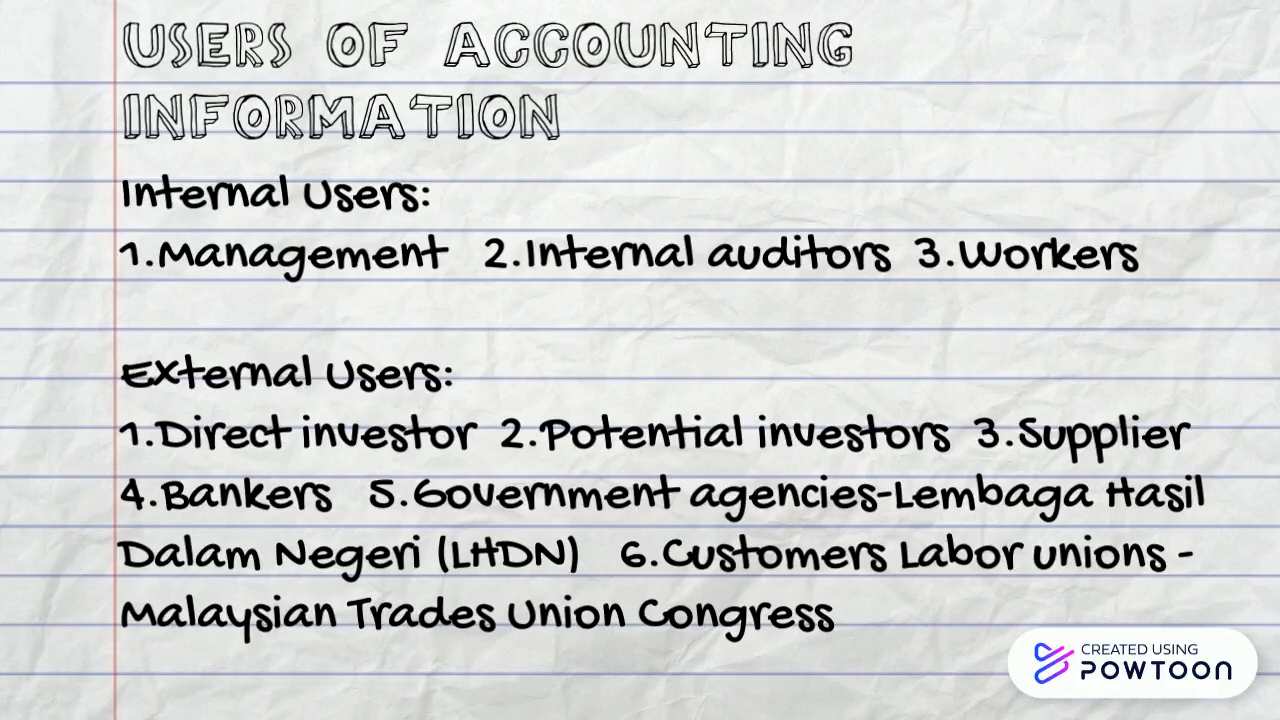 USERS OF ACCOUNTING
INFORMATION
Internal Users:
1.Management 2.Internal auditors 3.Workers
External Users:
1.Direct investor 2.Potential investors 3.Supplier
4.Bankers 5.Government agencies-Lembaga Hasil
Dalam Negeri (LHDN) 6.Customers Labor unions -
Malaysian Trades Union Congress
CREATED USING
POWTOON